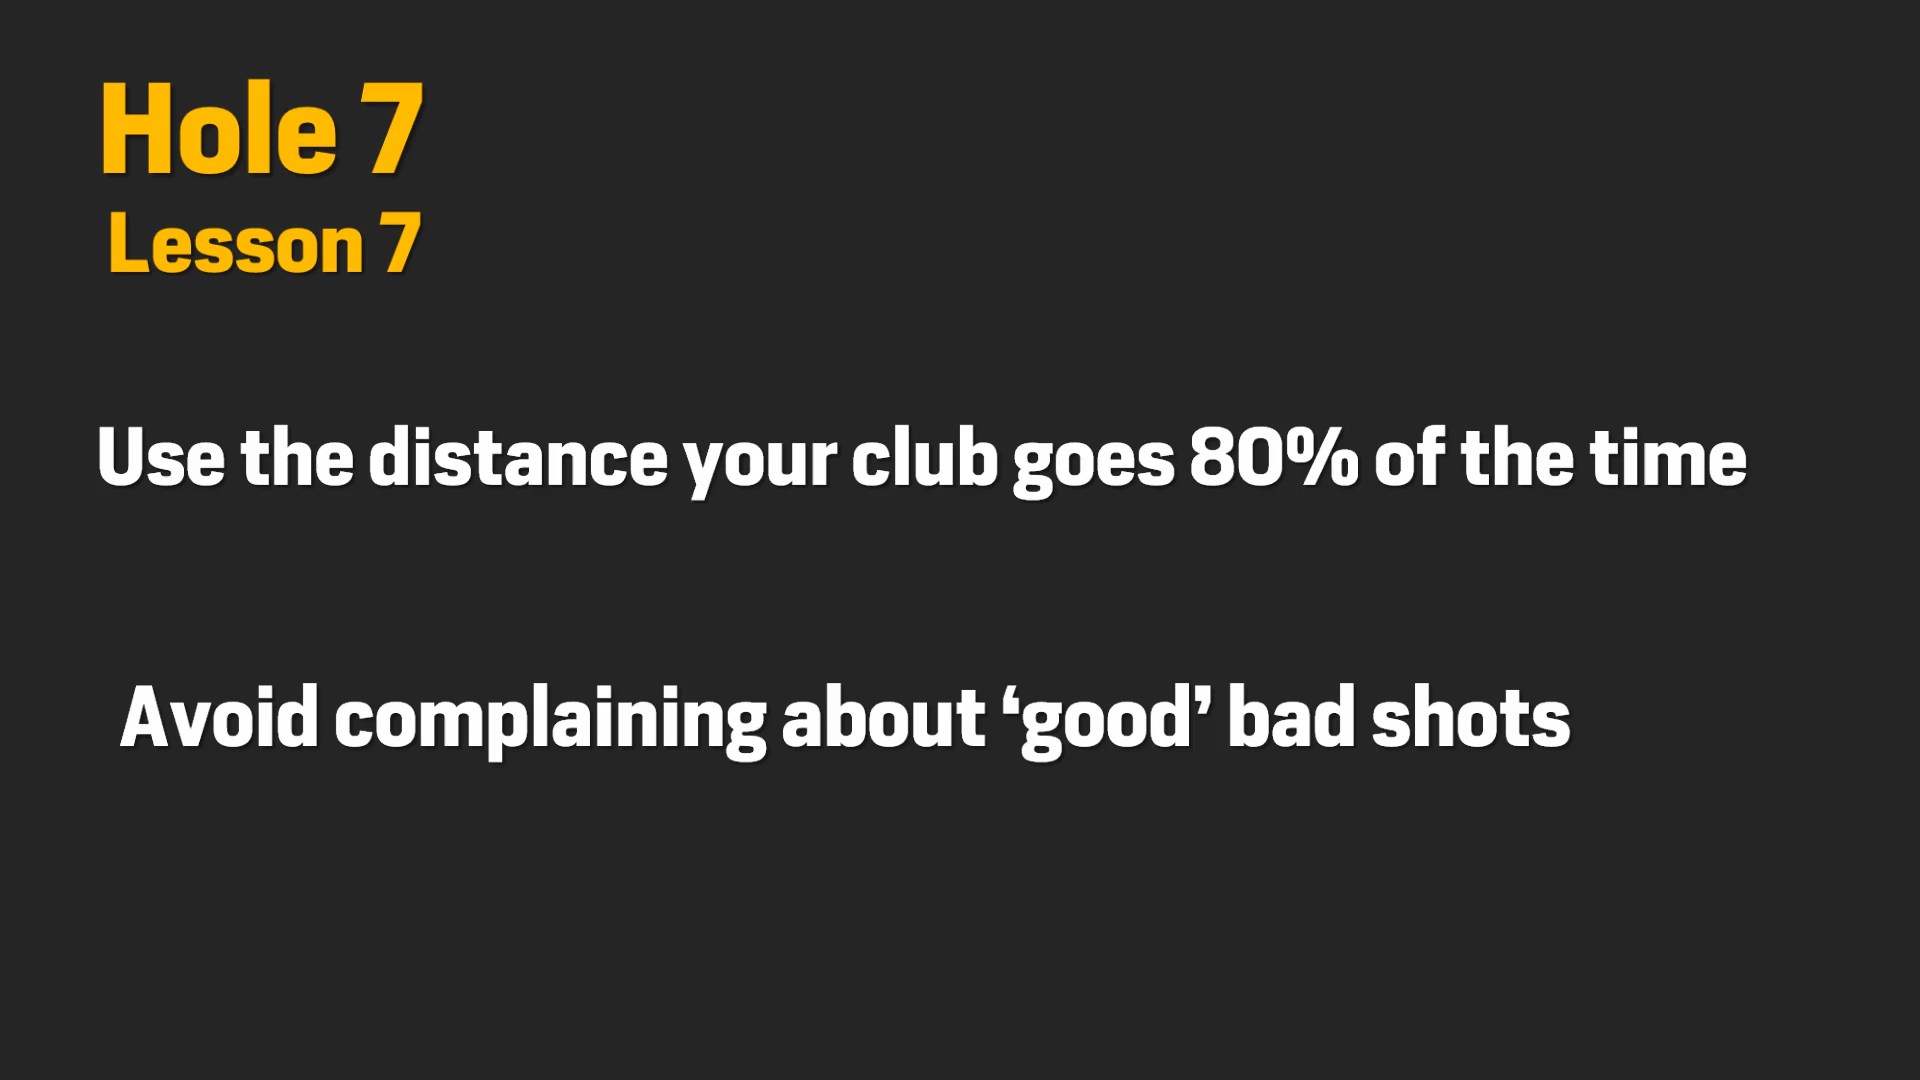 Hole 7
Lesson 7
Use the distance your club goes 80% of the time
Avoid complaining about ‘good’ bad shots